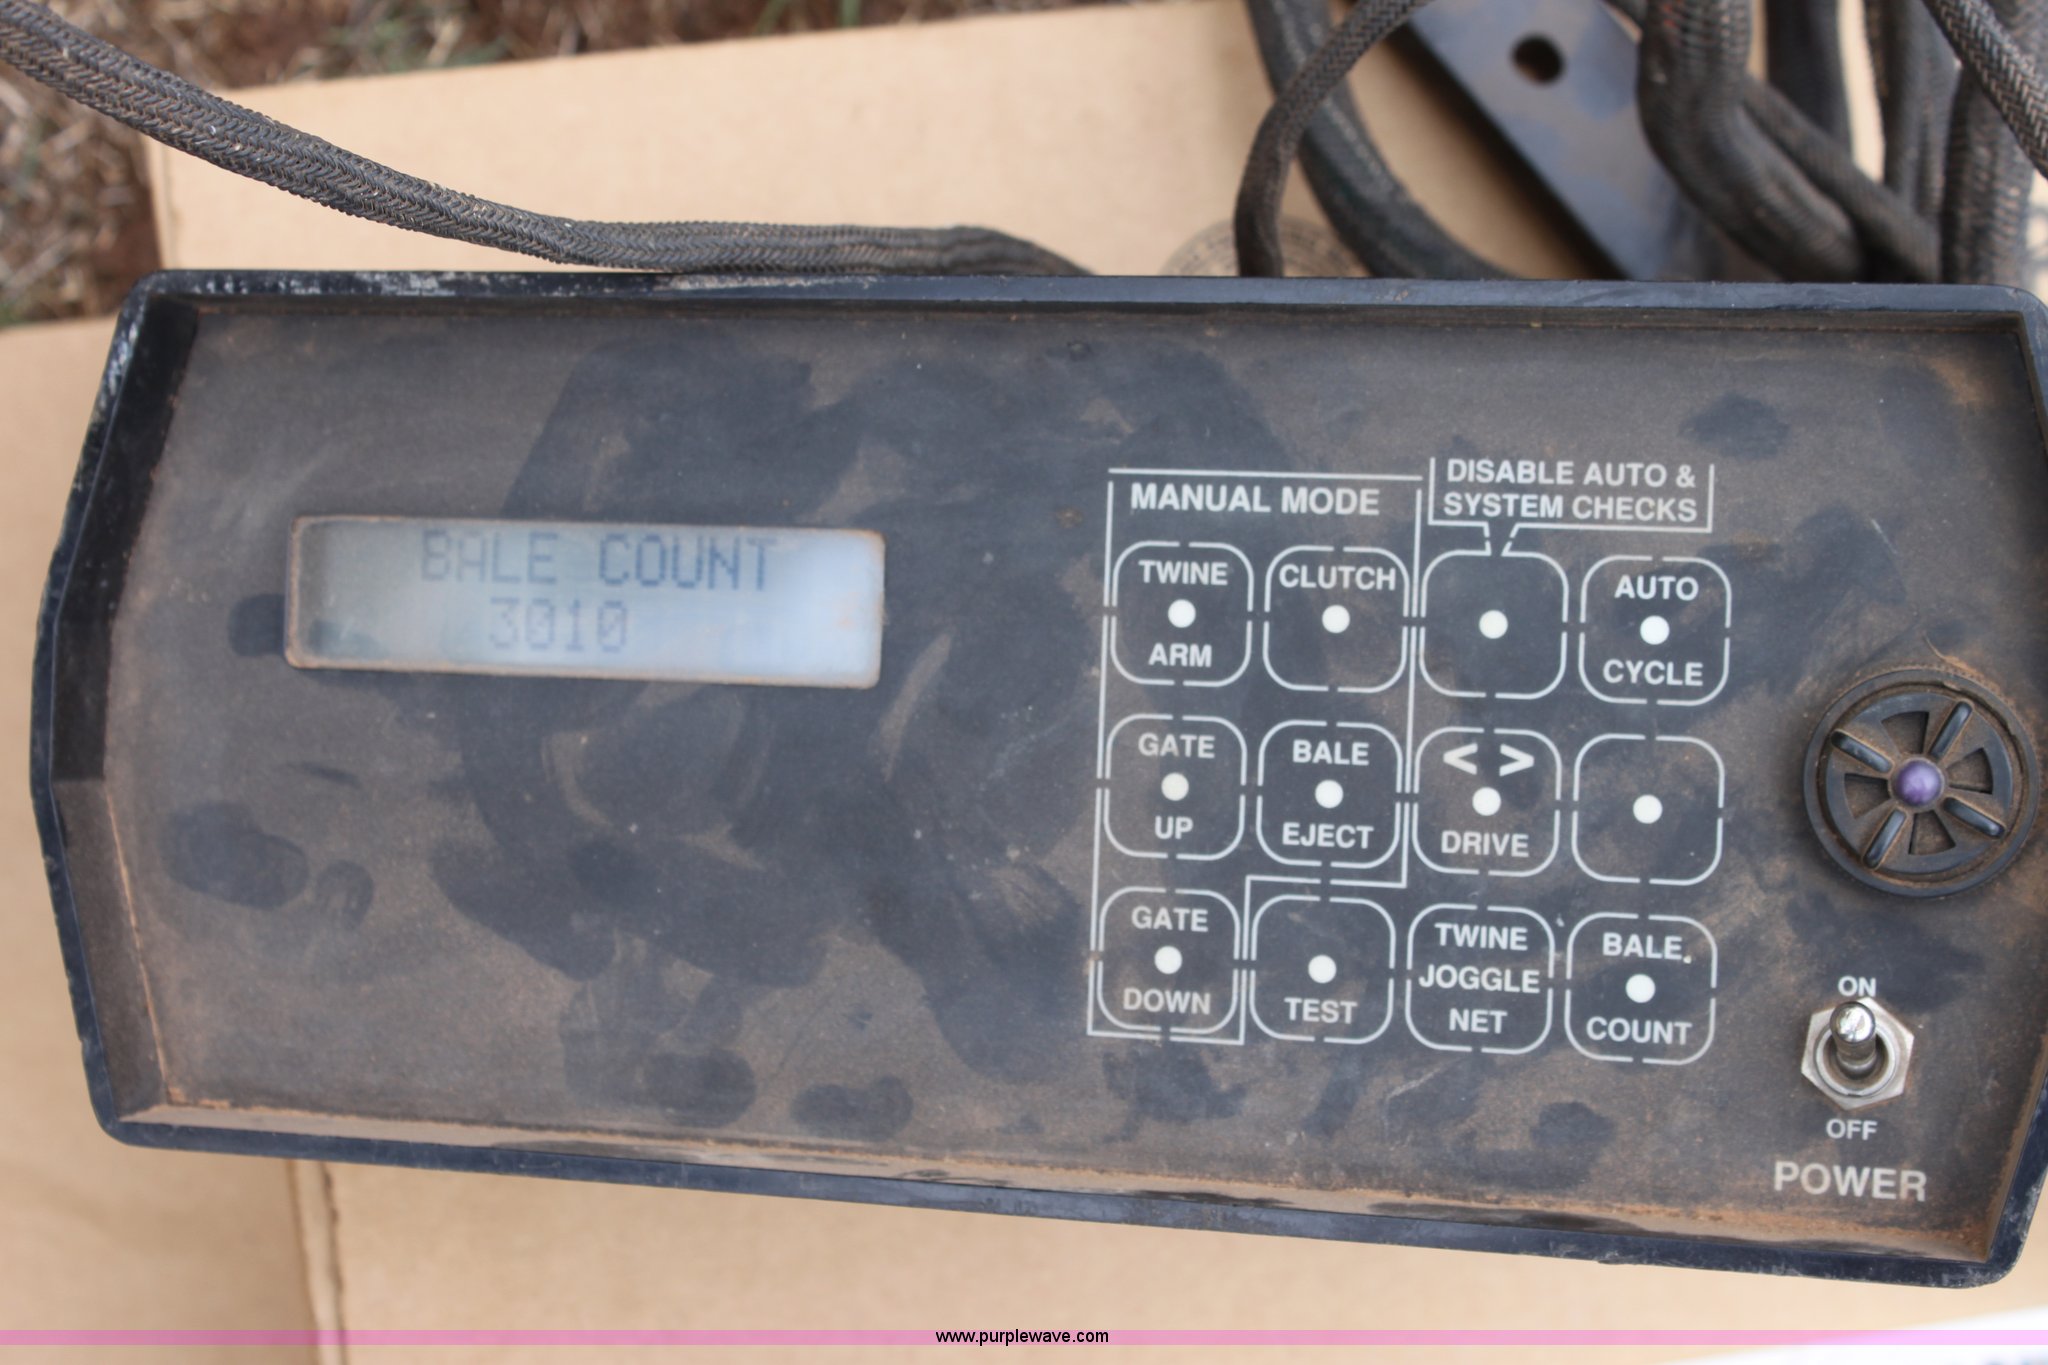 BALE COUNT
3010
MANUAL MODE
DISABLE AUTO &
SYSTEM CHECKS
TWINE
ARM
CLUTCH
AUTO
CYCLE
GATE
UP
BALE
EJECT
< >
DRIVE
GATE
DOWN
TEST
TWINE
JOGGLE
NET
BALE
COUNT
ON
OFF
POWER
www.purplewave.com